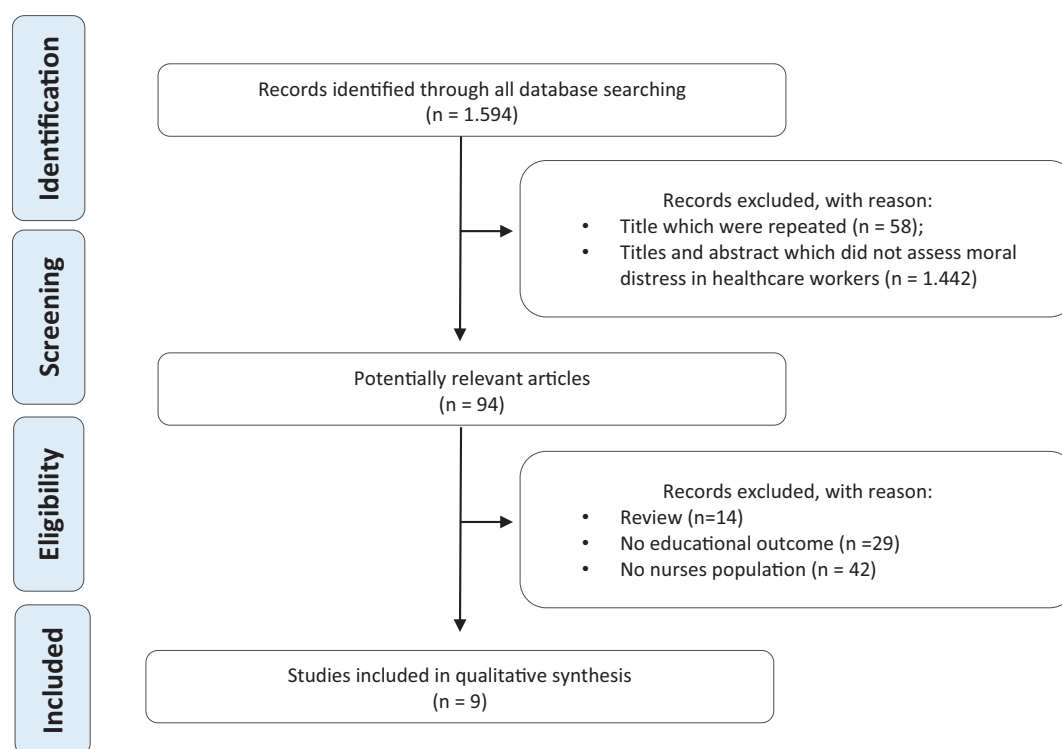 Identification
Records identified through all database searching
(n = 1.594)
Records excluded, with reason:
• Title which were repeated (n = 58);
• Titles and abstract which did not assess moral
distress in healthcare workers (n = 1.442)
Screening
Potentially relevant articles
(n = 94)
Eligibility
Records excluded, with reason:
• Review (n=14)
• No educational outcome (n =29)
• No nurses population (n = 42)
Included
Studies included in qualitative synthesis
(n = 9)